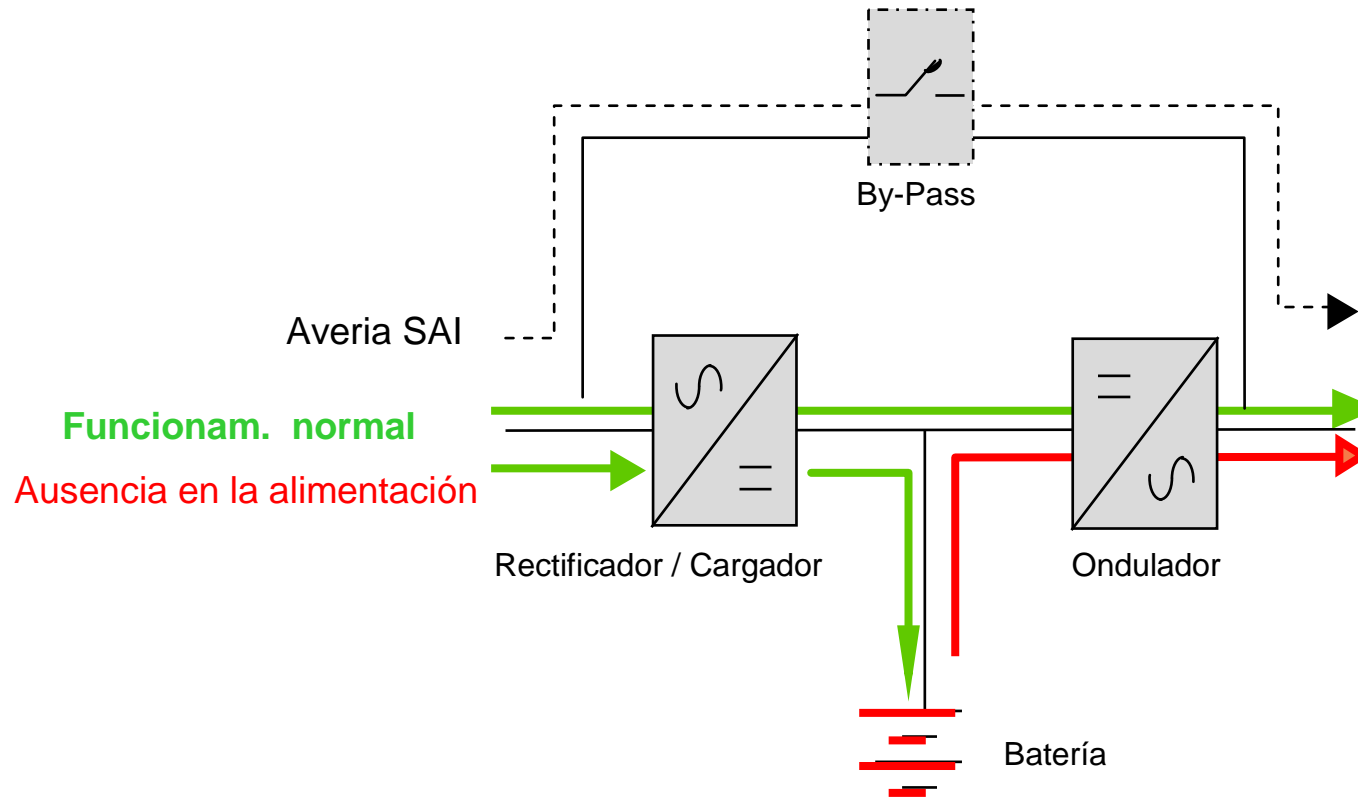 By-Pass
Averia SAI
Funcionam. normal
Ausencia en la alimentación
Rectificador / Cargador
Ondulador
Batería